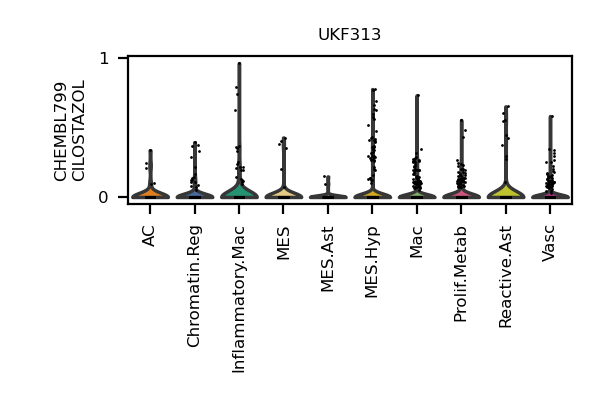 UKF313
CHEMBL799
CILOSTAZOL
1
0
AC
Chromatin.Reg
Inflammatory.Mac
MES
MES.Ast
MES.Hyp
Mac
Prolif.Metab
Reactive.Ast
Vasc